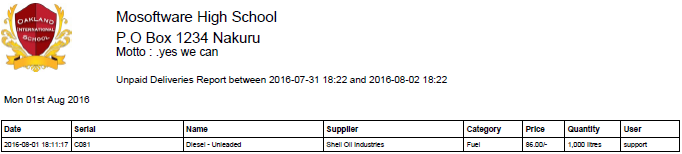 OAKLAND
INTERNATIONAL
SCHOOL
Mosoftware High School
P.O Box 1234 Nakuru
Motto : .yes we can
Unpaid Deliveries Report between 2016-07-31 18:22 and 2016-08-02 18:22
Mon 01st Aug 2016
Date Serial Name Supplier Category Price Quantity User
2016-08-01 18:11:17 C081 Diesel - Unleaded Shell Oil Industries Fuel 86.00/- 1,000 litres support